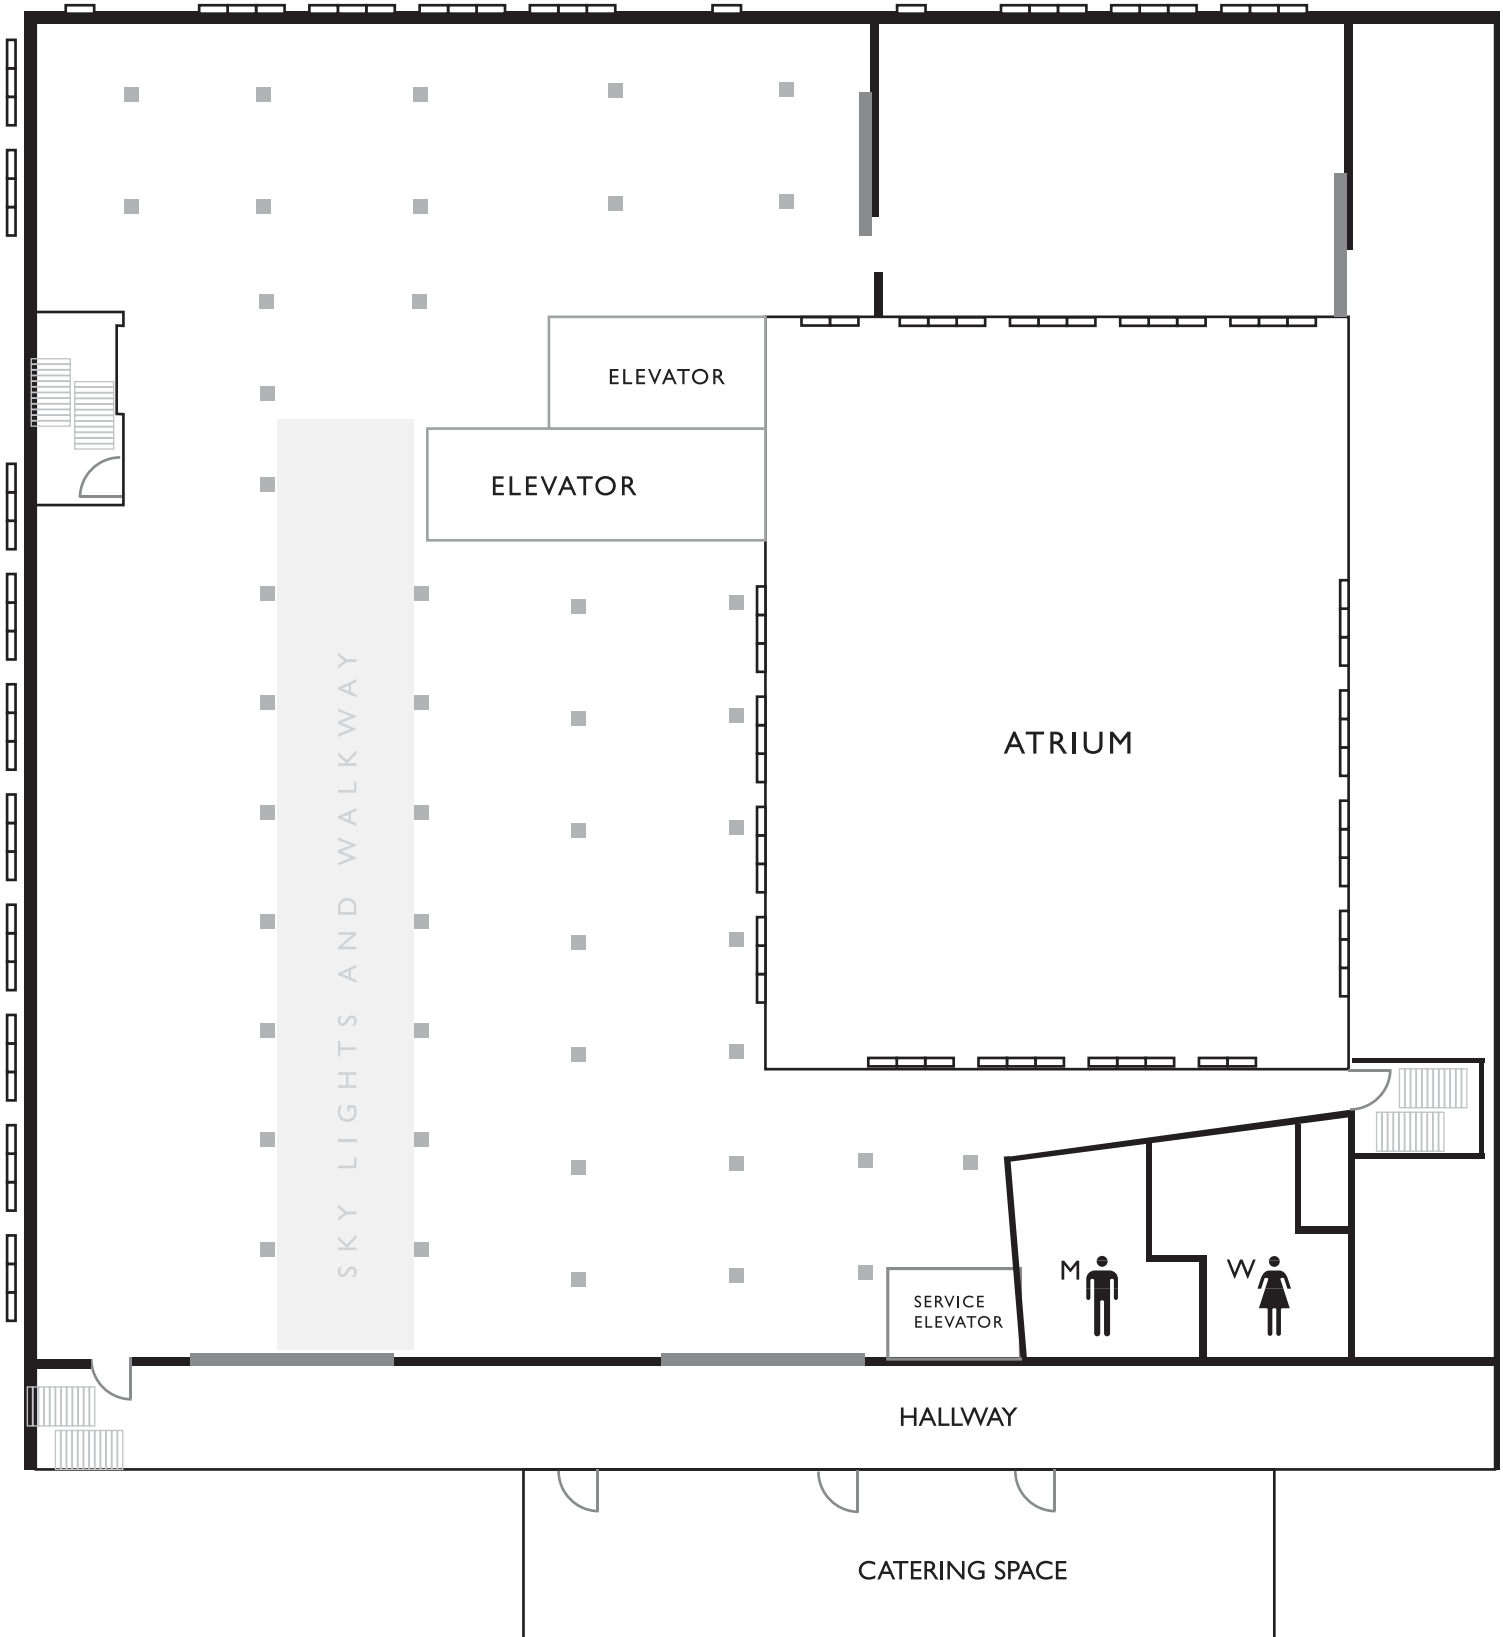 ELEVATOR
ELEVATOR
SKY LIGHTS AND WALKWAY
ATRIUM
M
W
SERVICE
ELEVATOR
HALLWAY
CATERING SPACE